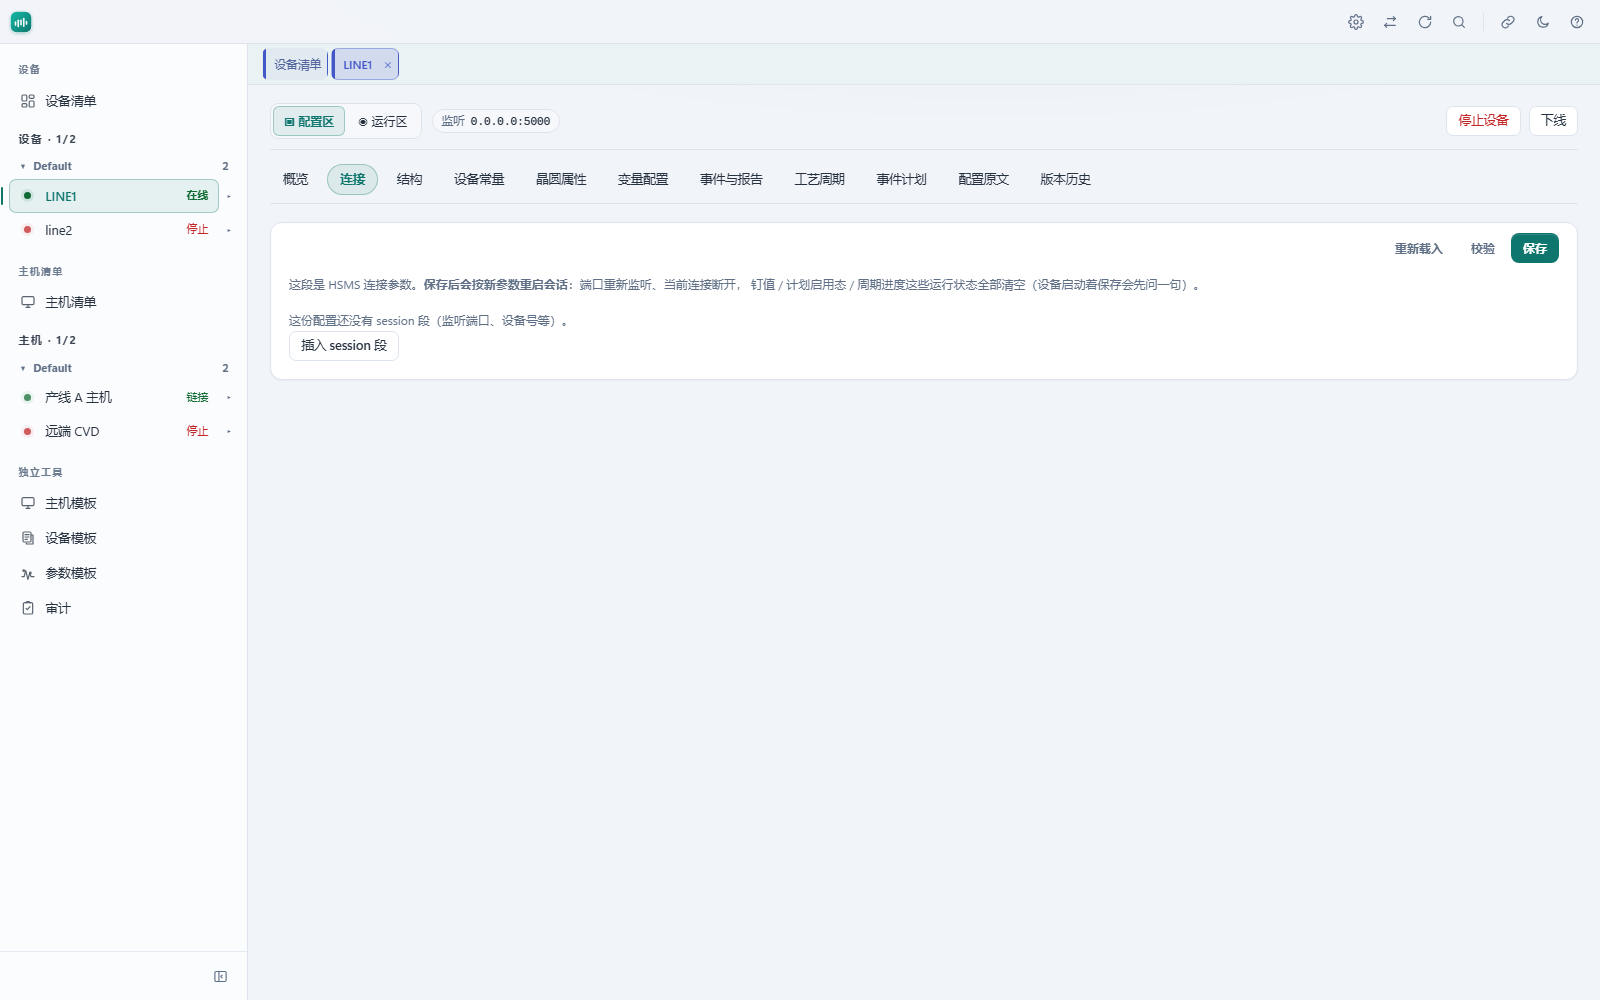 设备清单
LINE1 ×
设备
设备清单
设备 · 1/2
Default 2
LINE1 在线
line2 停止
主机清单
主机清单
主机 · 1/2
Default 2
产线 A 主机 链接
远端 CVD 停止
独立工具
主机模板
设备模板
参数模板
审计
配置区 运行区 监听 0.0.0.0:5000 停止设备 下线
概览 连接 结构 设备常量 晶圆属性 变量配置 事件与报告 工艺周期 事件计划 配置原文 版本历史
重新载入 校验 保存
这段是 HSMS 连接参数。保存后会按新参数重启会话：端口重新监听、当前连接断开， 钉值 / 计划启用态 / 周期进度这些运行状态全部清空（设备启动着保存会先问一句）。
这份配置还没有 session 段（监听端口、设备号等）。
插入 session 段